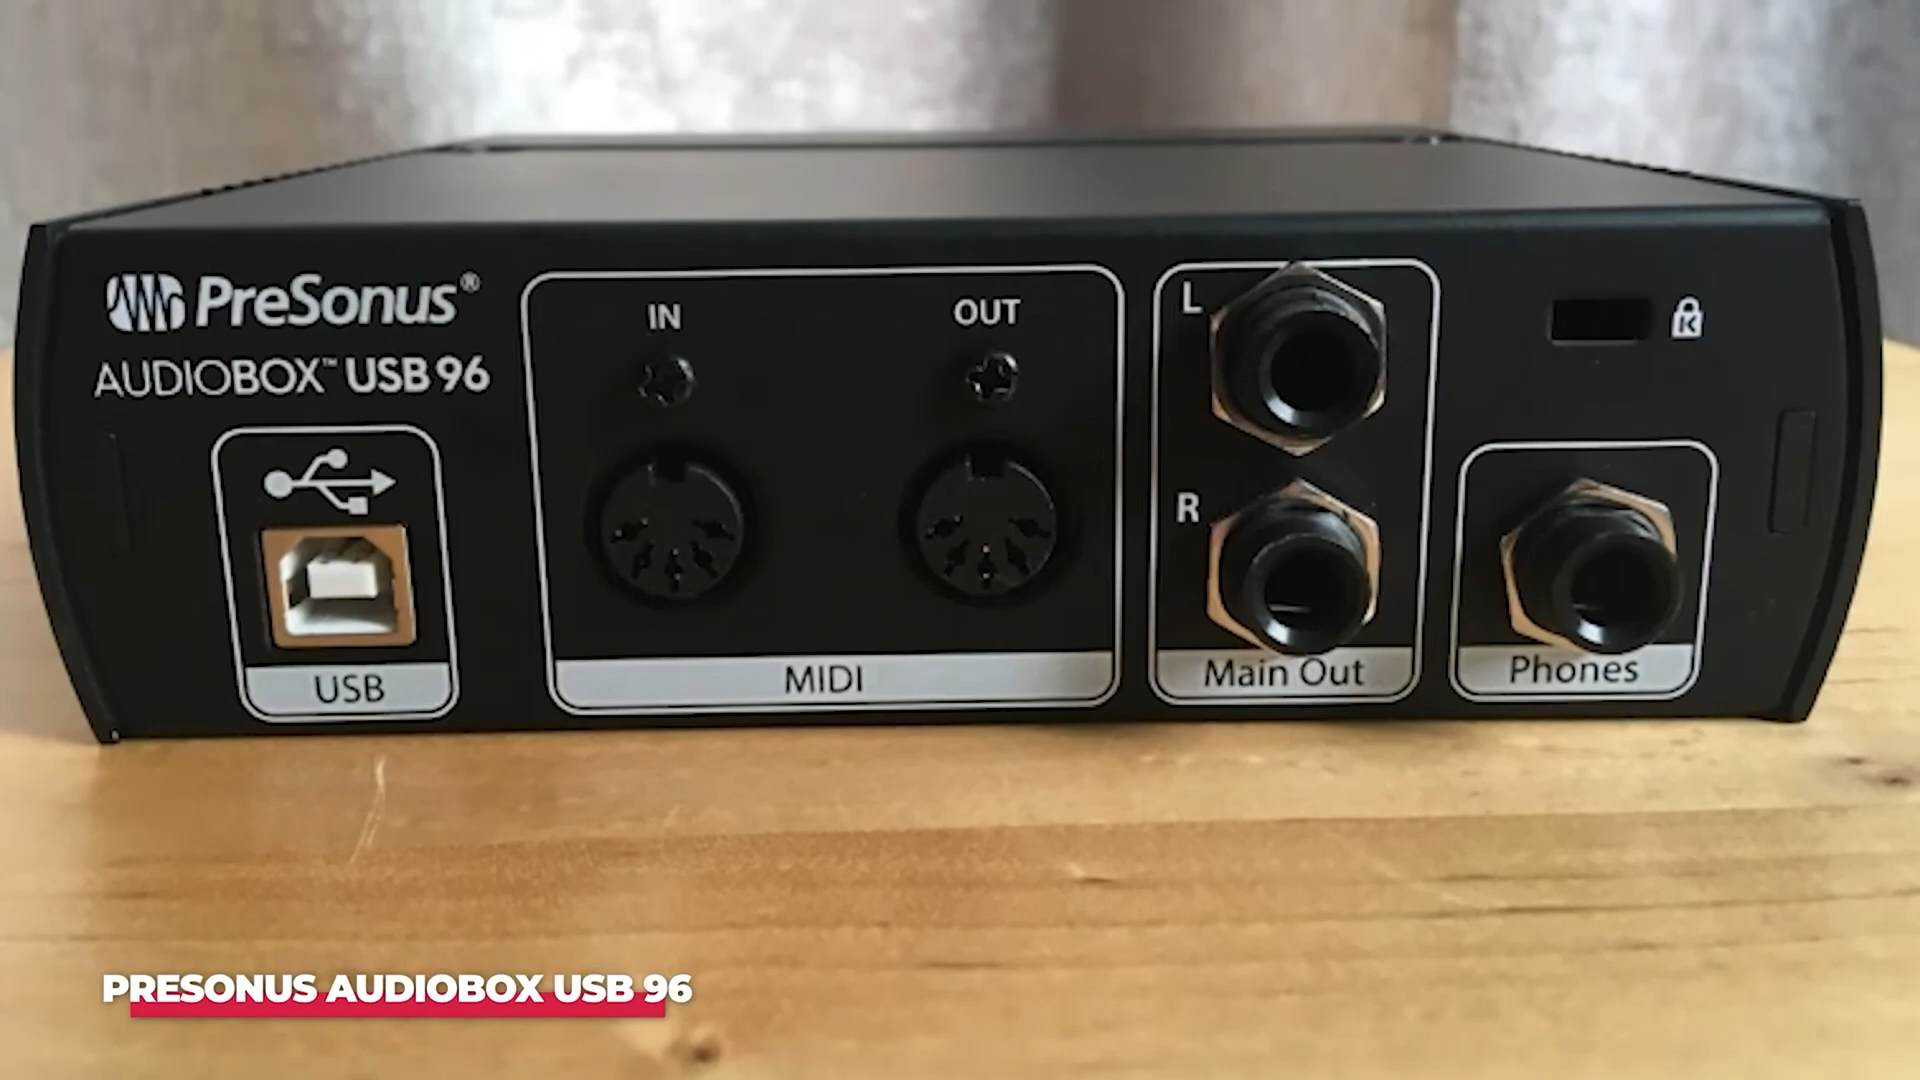 PreSonus®
AUDIOBOX™ USB 96
USB
IN
OUT
MIDI
L
R
Main Out
K
Phones
PRESONUS AUDIOBOX USB 96